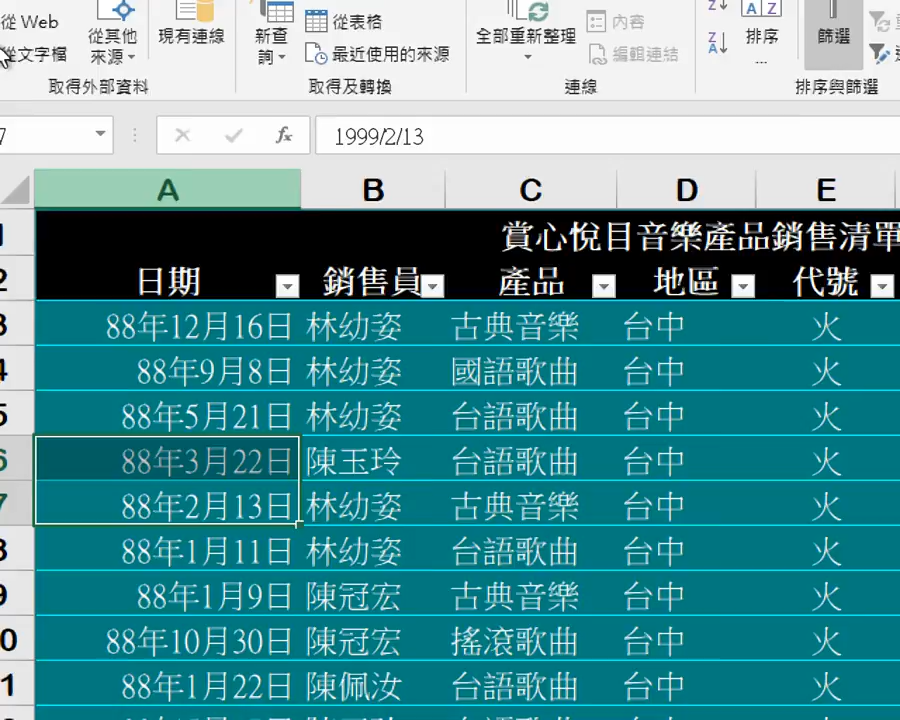 從 Web
從文字檔
從其他
來源
現有連線
取得外部資料
新查
詢
從表格
最近使用的來源
取得及轉換
全部重新整理
內容
編輯連結
連線
排序
...
篩選
排序與篩選
7
fx
1999/2/13
A B C D E
1 賞心悅目音樂產品銷售清單
2 日期 銷售員 產品 地區 代號
3 88年12月16日 林幼姿 古典音樂 台中 火
4 88年9月8日 林幼姿 國語歌曲 台中 火
5 88年5月21日 林幼姿 台語歌曲 台中 火
6 88年3月22日 陳玉玲 台語歌曲 台中 火
7 88年2月13日 林幼姿 古典音樂 台中 火
8 88年1月11日 林幼姿 台語歌曲 台中 火
9 88年1月9日 陳冠宏 古典音樂 台中 火
0 88年10月30日 陳冠宏 搖滾歌曲 台中 火
1 88年1月22日 陳佩汝 台語歌曲 台中 火